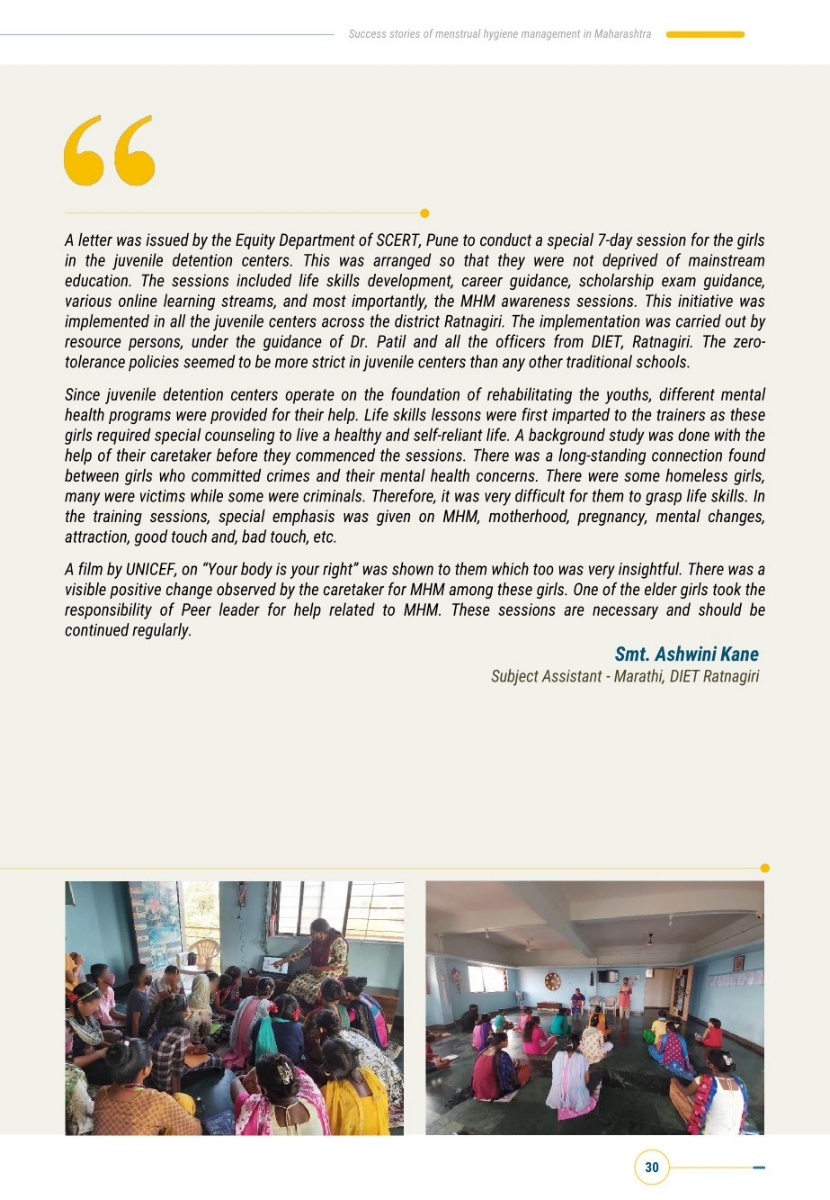 Success stories of menstrual hygiene management in Maharashtra
“
A letter was issued by the Equity Department of SCERT, Pune to conduct a special 7-day session for the girls
in the juvenile detention centers. This was arranged so that they were not deprived of mainstream
education. The sessions included life skills development, career guidance, scholarship exam guidance,
various online learning streams, and most importantly, the MHM awareness sessions. This initiative was
implemented in all the juvenile centers across the district Ratnagiri. The implementation was carried out by
resource persons, under the guidance of Dr. Patil and all the officers from DIET, Ratnagiri. The zero-
tolerance policies seemed to be more strict in juvenile centers than any other traditional schools.
Since juvenile detention centers operate on the foundation of rehabilitating the youths, different mental
health programs were provided for their help. Life skills lessons were first imparted to the trainers as these
girls required special counseling to live a healthy and self-reliant life. A background study was done with the
help of their caretaker before they commenced the sessions. There was a long-standing connection found
between girls who committed crimes and their mental health concerns. There were some homeless girls,
many were victims while some were criminals. Therefore, it was very difficult for them to grasp life skills. In
the training sessions, special emphasis was given on MHM, motherhood, pregnancy, mental changes,
attraction, good touch and, bad touch, etc.
A film by UNICEF, on “Your body is your right” was shown to them which too was very insightful. There was a
visible positive change observed by the caretaker for MHM among these girls. One of the elder girls took the
responsibility of Peer leader for help related to MHM. These sessions are necessary and should be
continued regularly.
Smt. Ashwini Kane
Subject Assistant - Marathi, DIET Ratnagiri
30